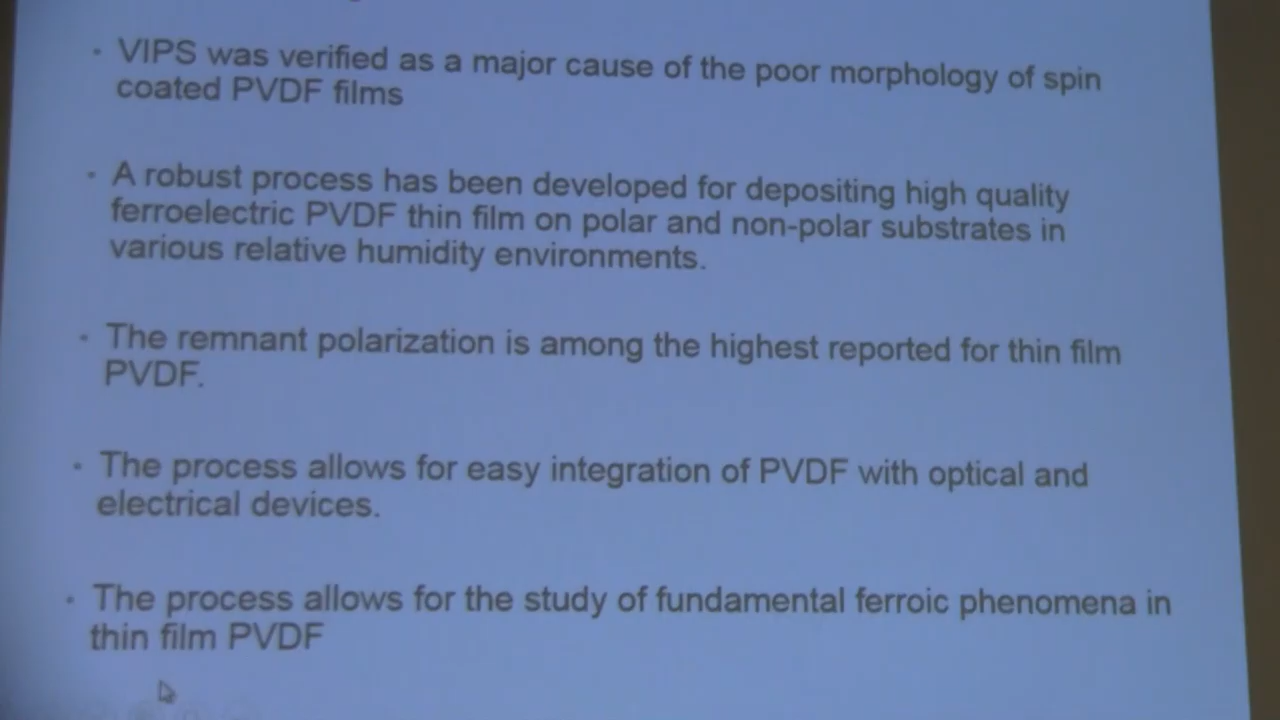 • VIPS was verified as a major cause of the poor morphology of spin
coated PVDF films
• A robust process has been developed for depositing high quality
ferroelectric PVDF thin film on polar and non-polar substrates in
various relative humidity environments.
• The remnant polarization is among the highest reported for thin film
PVDF.
• The process allows for easy integration of PVDF with optical and
electrical devices.
• The process allows for the study of fundamental ferroic phenomena in
thin film PVDF